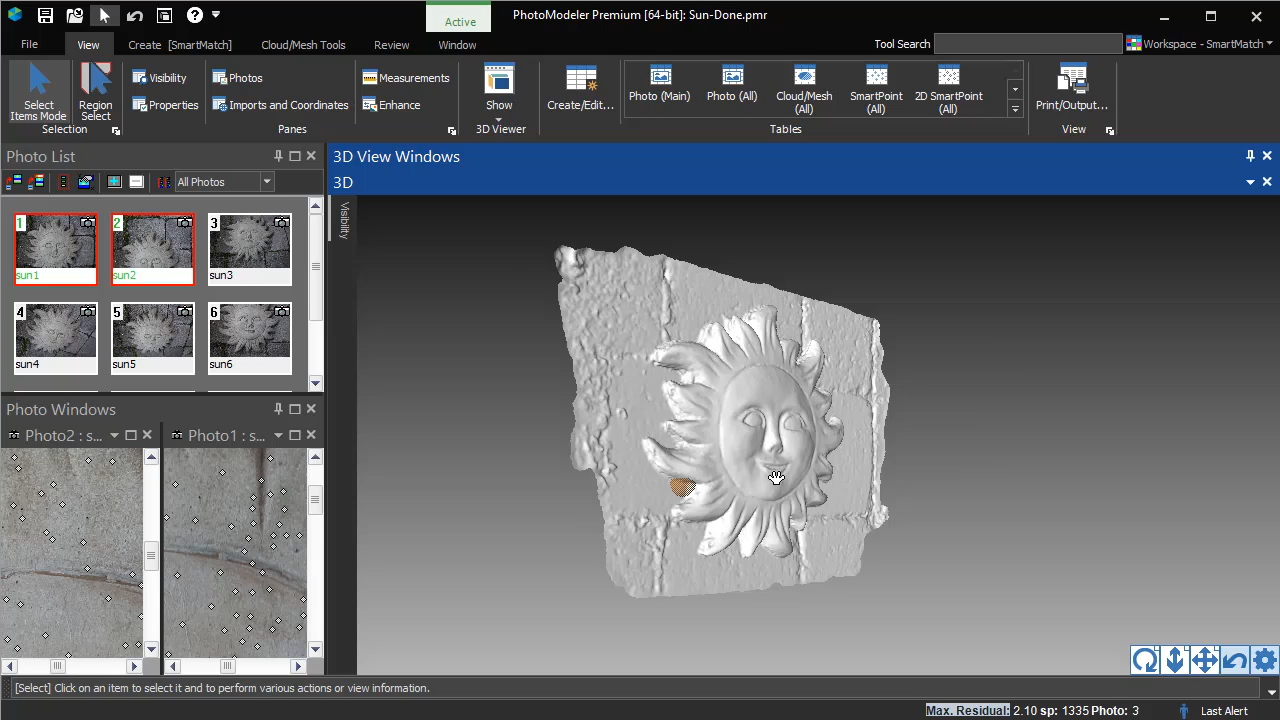 PhotoModeler Premium [64-bit]: Sun-Done.pmr
Active
File View Create [SmartMatch] Cloud/Mesh Tools Review Window
Tool Search Workspace - SmartMatch
Select Items Mode
Region Select
Selection
Visibility
Properties
Photos
Imports and Coordinates
Measurements
Enhance
Panes
Show
3D Viewer
Create/Edit...
Photo (Main)
Photo (All)
Cloud/Mesh (All)
SmartPoint (All)
2D SmartPoint (All)
Tables
Print/Output...
View
Photo List
All Photos
1 sun1
2 sun2
3 sun3
4 sun4
5 sun5
6 sun6
Photo Windows
Photo2 : s...
Photo1 : s...
3D View Windows
3D
Visibility
[Select] Click on an item to select it and to perform various actions or view information.
Max. Residual: 2.10 sp: 1335 Photo: 3
Last Alert